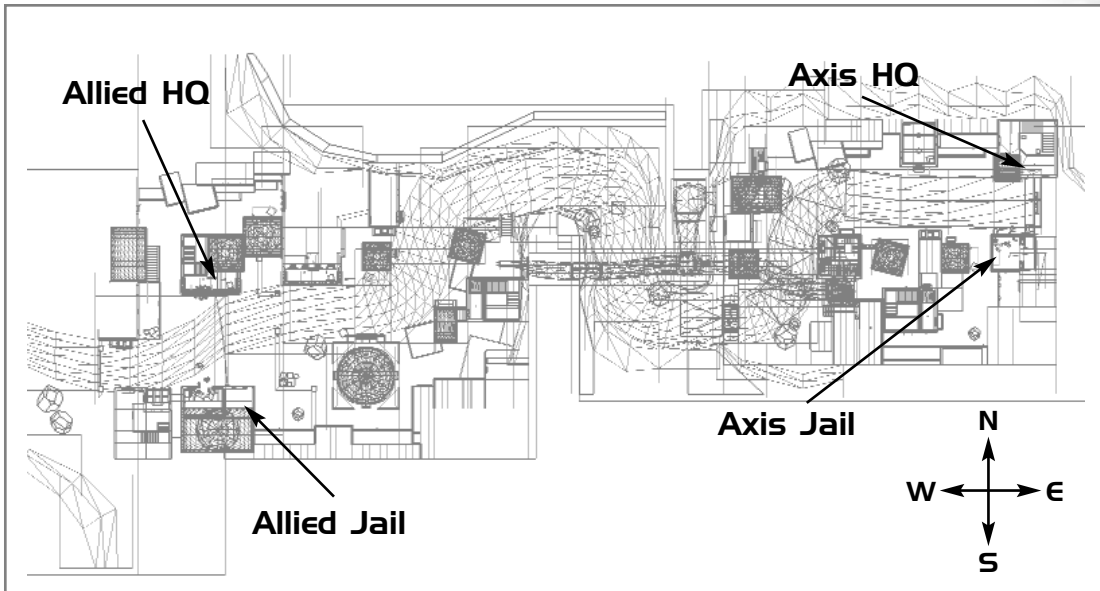 Axis HQ
Allied HQ
Axis Jail
Allied Jail
N
W E
S